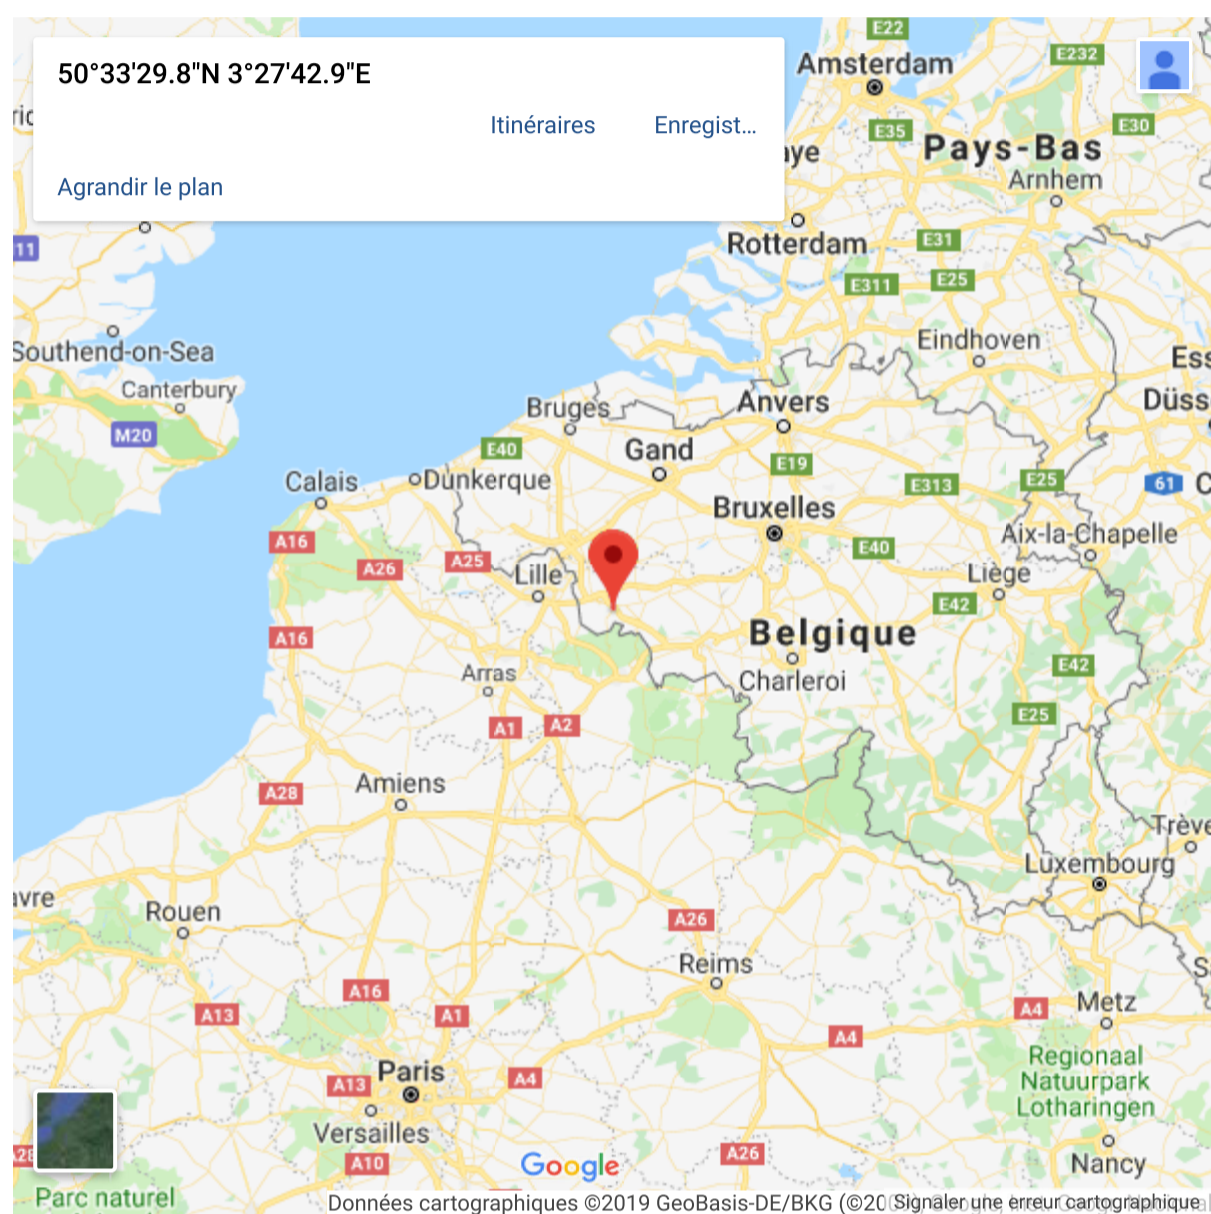 50°33'29.8"N 3°27'42.9"E
Itinéraires Enregist...
Agrandir le plan
E22
Amsterdam
E232
E35
E30
Pays-Bas
Arnhem
11
Rotterdam
E31
E311
E25
Southend-on-Sea
Eindhoven
Canterbury
Bruges
Anvers
M20
E40
Gand
Calais
Dunkerque
E19
E313
E25
61
Bruxelles
A16
A26
A25
Lille
E40
Aix-la-Chapelle
Liège
E42
A16
Belgique
Arras
Charleroi
E42
A1
A2
E25
A28
Amiens
Luxembourg
Rouen
A26
Reims
A16
A13
A1
A4
A4
Metz
Paris
A13
A4
Regionaal
Natuurpark
Lotharingen
Versailles
A10
A26
Google
Nancy
Parc naturel
Données cartographiques ©2019 GeoBasis-DE/BKG (©20
Signaler une erreur cartographique